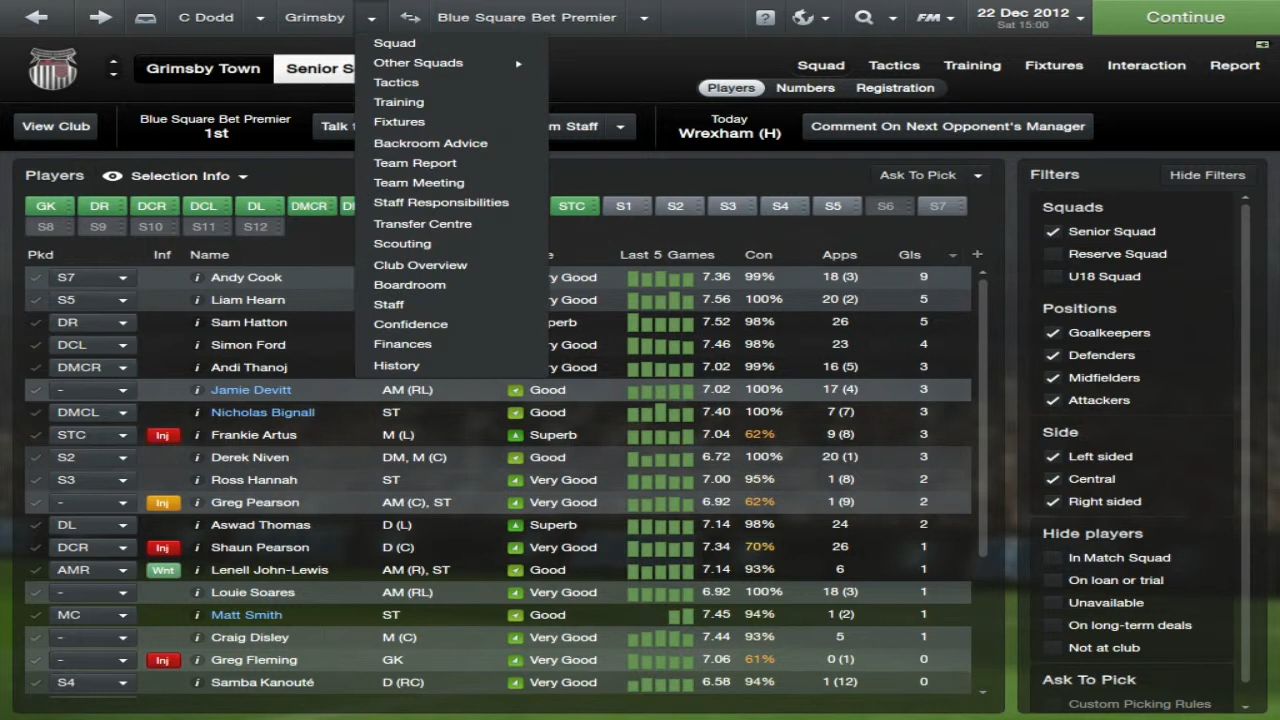 C Dodd Grimsby Blue Square Bet Premier ? FM 22 Dec 2012 Sat 15:00 Continue
Grimsby Town Senior S
Squad Tactics Training Fixtures Interaction Report
Players Numbers Registration
View Club Blue Square Bet Premier 1st Talk m Staff Today Wrexham (H) Comment On Next Opponent's Manager
Squad
Other Squads
Tactics
Training
Fixtures
Backroom Advice
Team Report
Team Meeting
Staff Responsibilities
Transfer Centre
Scouting
Club Overview
Boardroom
Staff
Confidence
Finances
History
Players Selection Info Ask To Pick
GK DR DCR DCL DL DMCR STC S1 S2 S3 S4 S5 S6 S7
S8 S9 S10 S11 S12
Pkd Inf Name Last 5 Games Con Apps Gls +
S7 i Andy Cook ry Good 7.36 99% 18 (3) 9
S5 i Liam Hearn ry Good 7.56 100% 20 (2) 5
DR i Sam Hatton perb 7.52 98% 26 5
DCL i Simon Ford ry Good 7.46 98% 23 4
DMCR i Andi Thanoj ry Good 7.02 99% 16 (5) 3
- i Jamie Devitt AM (RL) Good 7.02 100% 17 (4) 3
DMCL i Nicholas Bignall ST Good 7.40 100% 7 (7) 3
STC Inj i Frankie Artus M (L) Superb 7.04 62% 9 (8) 3
S2 i Derek Niven DM, M (C) Good 6.72 100% 20 (1) 2
S3 i Ross Hannah ST Very Good 7.00 95% 1 (8) 2
- Inj i Greg Pearson AM (C), ST Very Good 6.92 62% 1 (9) 2
DL i Aswad Thomas D (L) Superb 7.14 98% 24 2
DCR Inj i Shaun Pearson D (C) Very Good 7.34 70% 26 1
AMR Wnt i Lenell John-Lewis AM (R), ST Good 7.14 93% 6 1
- i Louie Soares AM (RL) Very Good 6.92 100% 18 (3) 1
MC i Matt Smith ST Good 7.45 94% 1 (2) 1
- i Craig Disley M (C) Very Good 7.44 93% 5 1
- Inj i Greg Fleming GK Very Good 7.06 61% 0 (1) 0
S4 i Samba Kanouté D (RC) Very Good 6.58 94% 1 (12) 0
Filters Hide Filters
Squads
Senior Squad
Reserve Squad
U18 Squad
Positions
Goalkeepers
Defenders
Midfielders
Attackers
Side
Left sided
Central
Right sided
Hide players
In Match Squad
On loan or trial
Unavailable
On long-term deals
Not at club
Ask To Pick
Custom Picking Rules